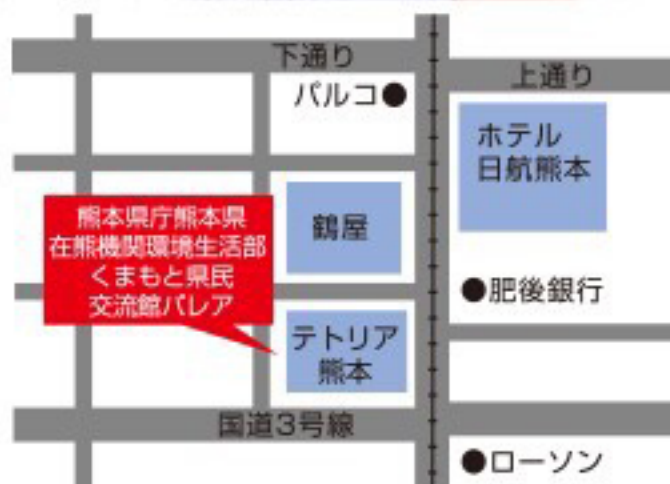 下通り
パルコ●
上通り
ホテル
日航熊本
熊本県庁熊本県
在熊機関環境生活部
くまもと県民
交流館パレア
鶴屋
●肥後銀行
テトリア
熊本
国道3号線
●ローソン